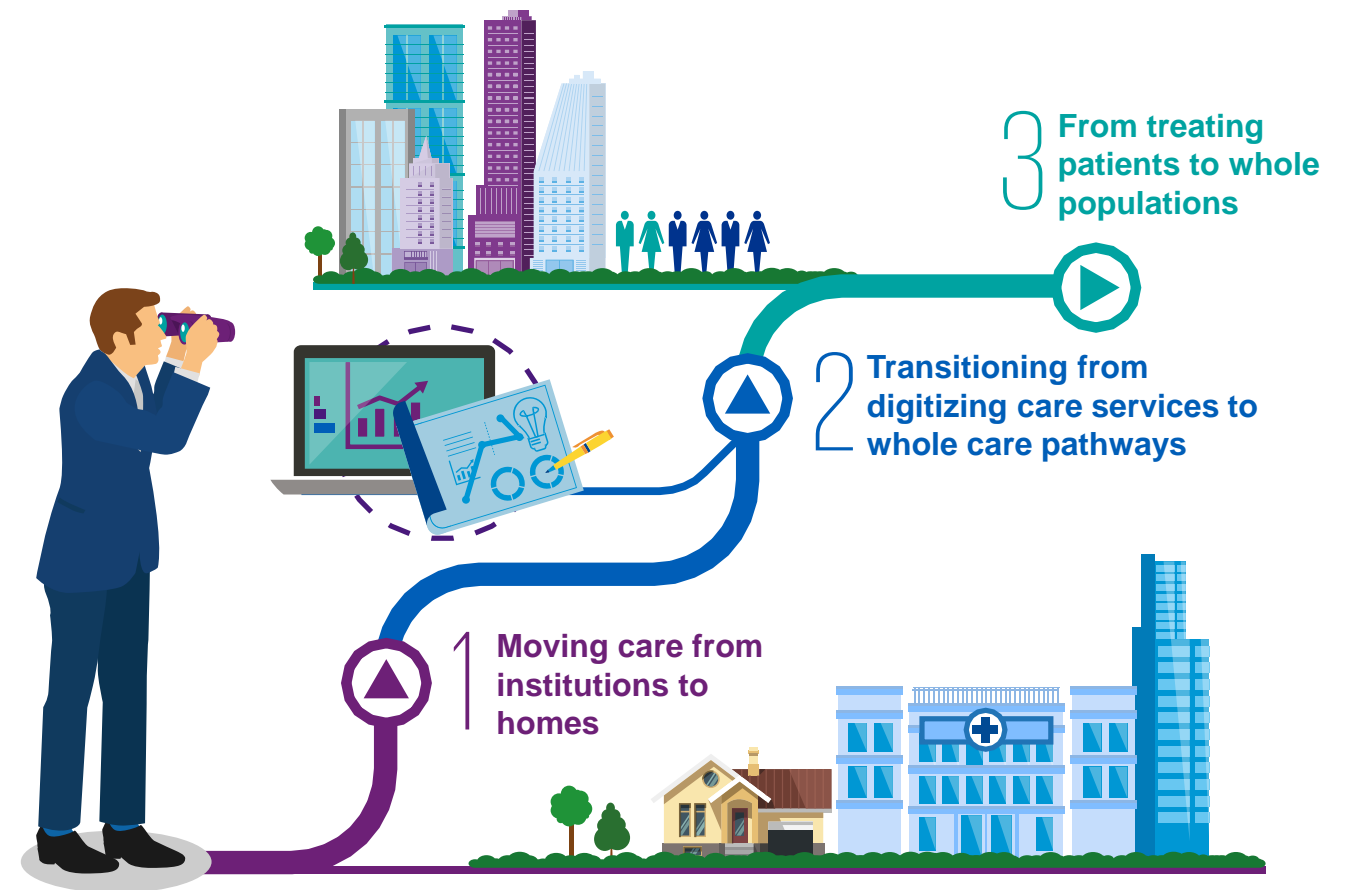 3
From treating
patients to whole
populations
2
Transitioning from
digitizing care services to
whole care pathways
1
Moving care from
institutions to
homes